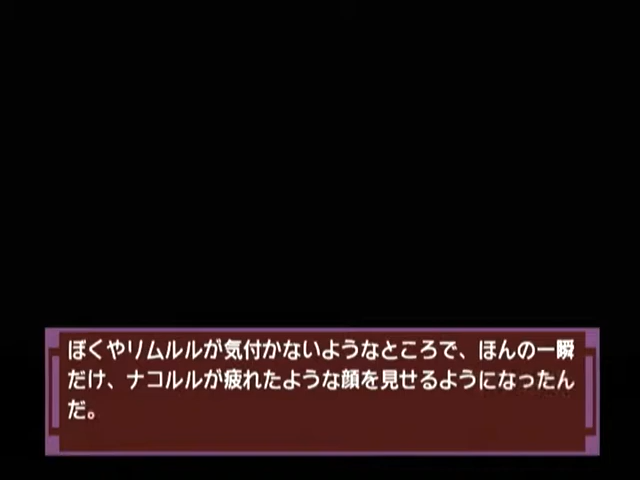 ぼくやリムルルが気付かないようなところで、ほんの一瞬
だけ、ナコルルが疲れたような顔を見せるようになったん
だ。